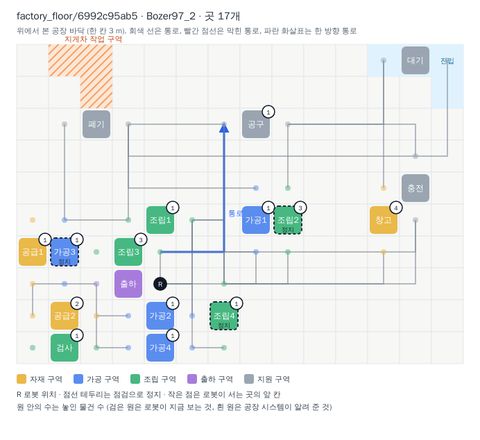 factory_floor/6992c95ab5 · Bozer97_2 · 곳 17개
위에서 본 공장 바닥 (한 칸 3 m). 회색 선은 통로, 빨간 점선은 막힌 통로, 파란 화살표는 한 방향 통로
지게차 작업 구역
대기
폐기
공구
1
충전
조립1
1
통로
가공1
1
조립2
3
정지
창고
4
공급1
1
가공3
1
정지
조립3
3
출하
R
공급2
2
가공2
1
조립4
1
정지
검사
1
가공4
1
자재 구역
가공 구역
조립 구역
출하 구역
지원 구역
R 로봇 위치 · 점선 테두리는 점검으로 정지 · 작은 점은 로봇이 서는 곳의 앞 칸
원 안의 수는 놓인 물건 수 (검은 원은 로봇이 지금 보는 것, 흰 원은 공장 시스템이 알려 준 것)